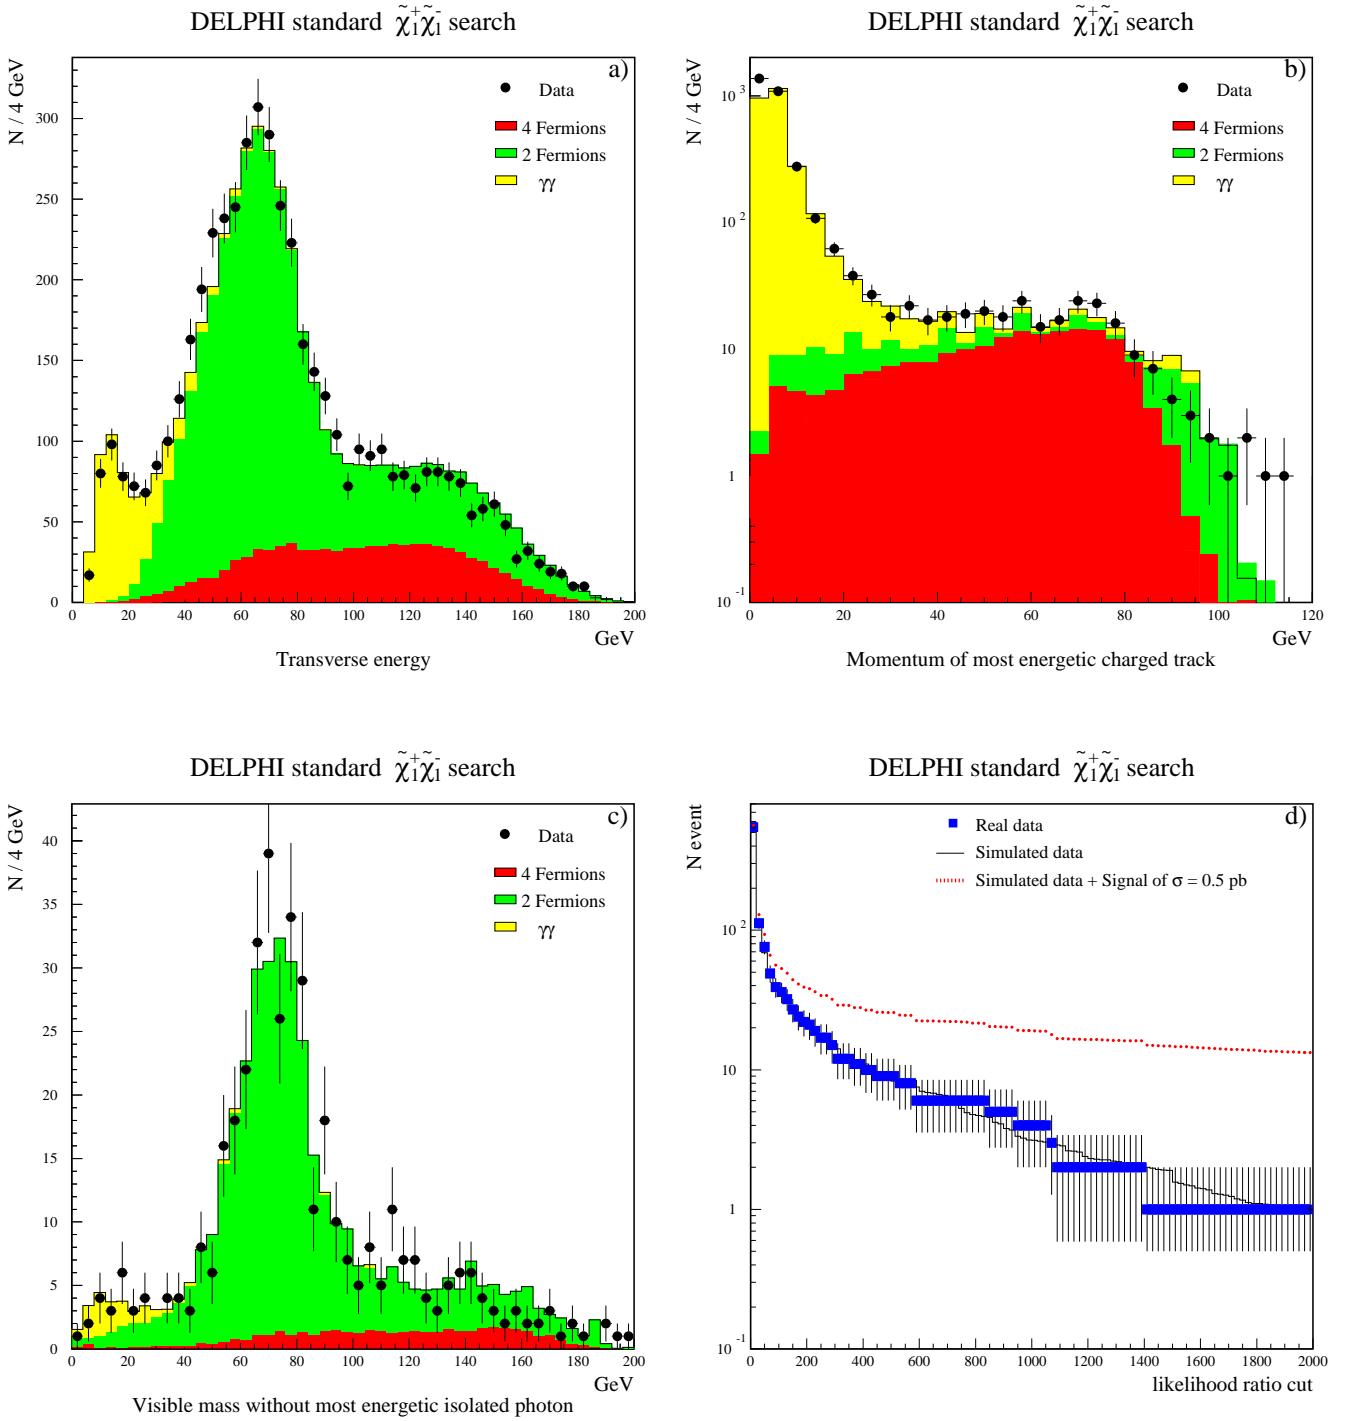 DELPHI standard χ̃₁⁺χ̃₁⁻ search
N / 4 GeV
a)
Data
4 Fermions
2 Fermions
γγ
300
250
200
150
100
50
0
0 20 40 60 80 100 120 140 160 180 200
GeV
Transverse energy
DELPHI standard χ̃₁⁺χ̃₁⁻ search
N / 4 GeV
b)
Data
4 Fermions
2 Fermions
γγ
10³
10²
10
1
10⁻¹
0 20 40 60 80 100 120
GeV
Momentum of most energetic charged track
DELPHI standard χ̃₁⁺χ̃₁⁻ search
N / 4 GeV
c)
Data
4 Fermions
2 Fermions
γγ
40
35
30
25
20
15
10
5
0
0 20 40 60 80 100 120 140 160 180 200
GeV
Visible mass without most energetic isolated photon
DELPHI standard χ̃₁⁺χ̃₁⁻ search
N event
d)
Real data
Simulated data
Simulated data + Signal of σ = 0.5 pb
10²
10
1
10⁻¹
0 200 400 600 800 1000 1200 1400 1600 1800 2000
likelihood ratio cut